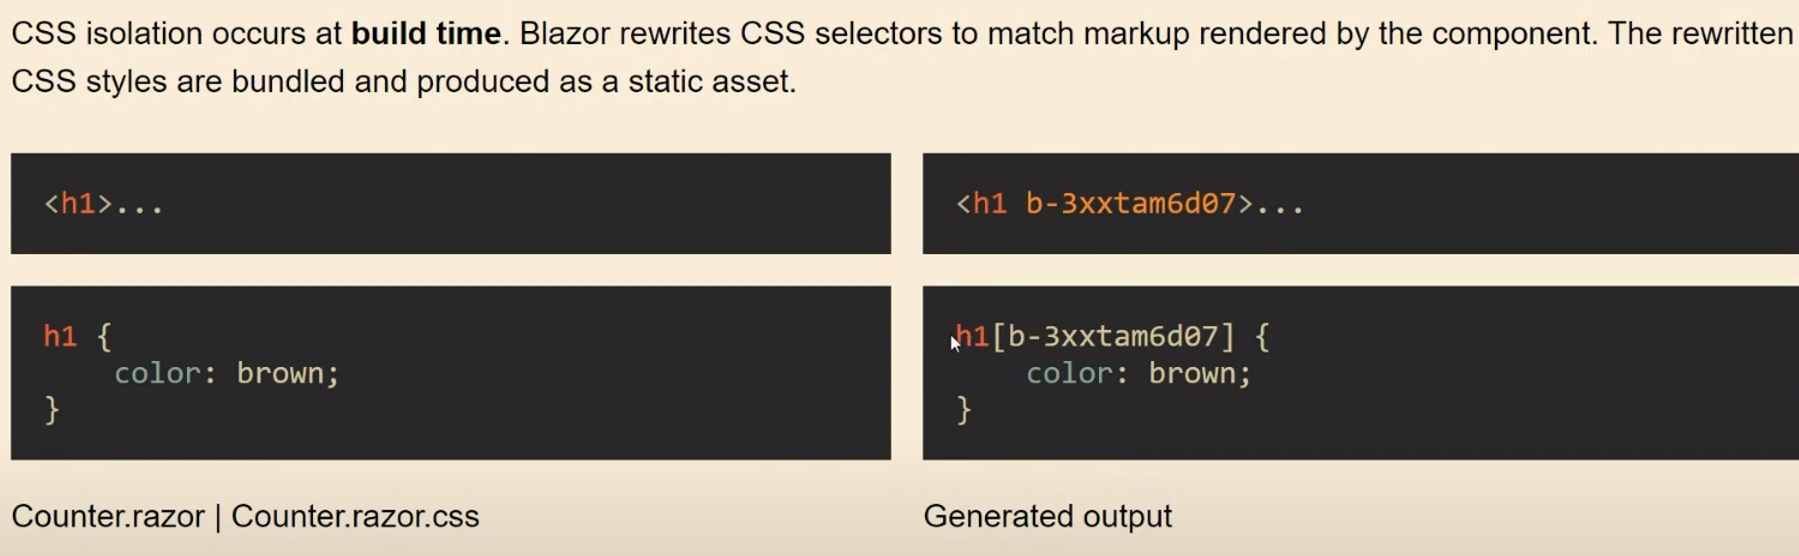 CSS isolation occurs at build time. Blazor rewrites CSS selectors to match markup rendered by the component. The rewritten
CSS styles are bundled and produced as a static asset.
<h1>...
h1 {
    color: brown;
}
Counter.razor | Counter.razor.css
<h1 b-3xxtam6d07>...
h1[b-3xxtam6d07] {
    color: brown;
}
Generated output